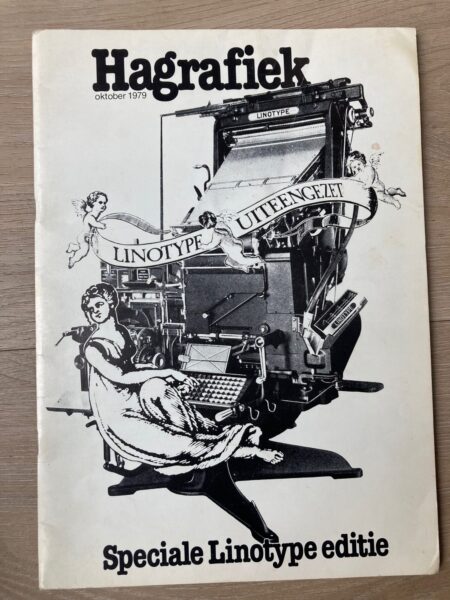 Hagrafiek
oktober 1979
LINOTYPE
LINOTYPE UITEENGEZET
Speciale Linotype editie